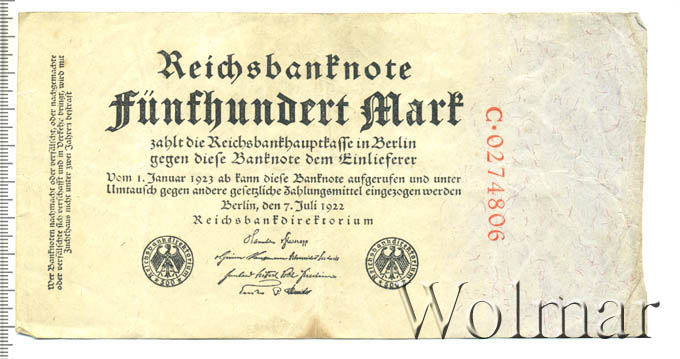 Reichsbanknote
Fünfhundert Mark
zahlt die Reichsbankhauptkasse in Berlin
gegen diese Banknote dem Einlieferer
Vom 1. Januar 1923 ab kann diese Banknote aufgerufen und unter
Umtausch gegen andere gesetzliche Zahlungsmittel eingezogen werden
Berlin, den 7. Juli 1922
Reichsbankdirektorium
Wer Banknoten nachmacht oder verfälscht, oder nachgemachte
oder verfälschte sich verschafft und in Verkehr bringt, wird mit
Zuchthaus nicht unter zwei Jahren bestraft
C·0274806
Wolmar